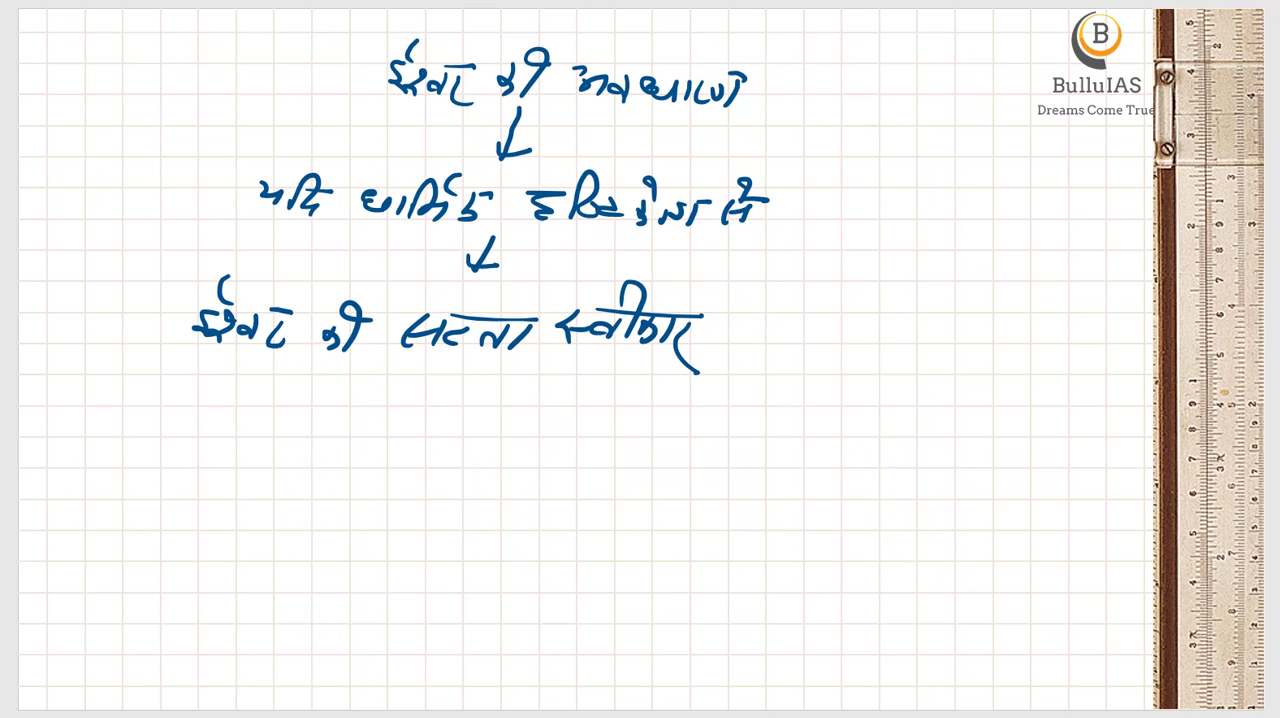 ईश्वर की अवधारणा
B
BulluIAS
Dreams Come True
↓
यदि धार्मिक दृष्टिकोण से
↓
ईश्वर की सत्ता स्वीकार